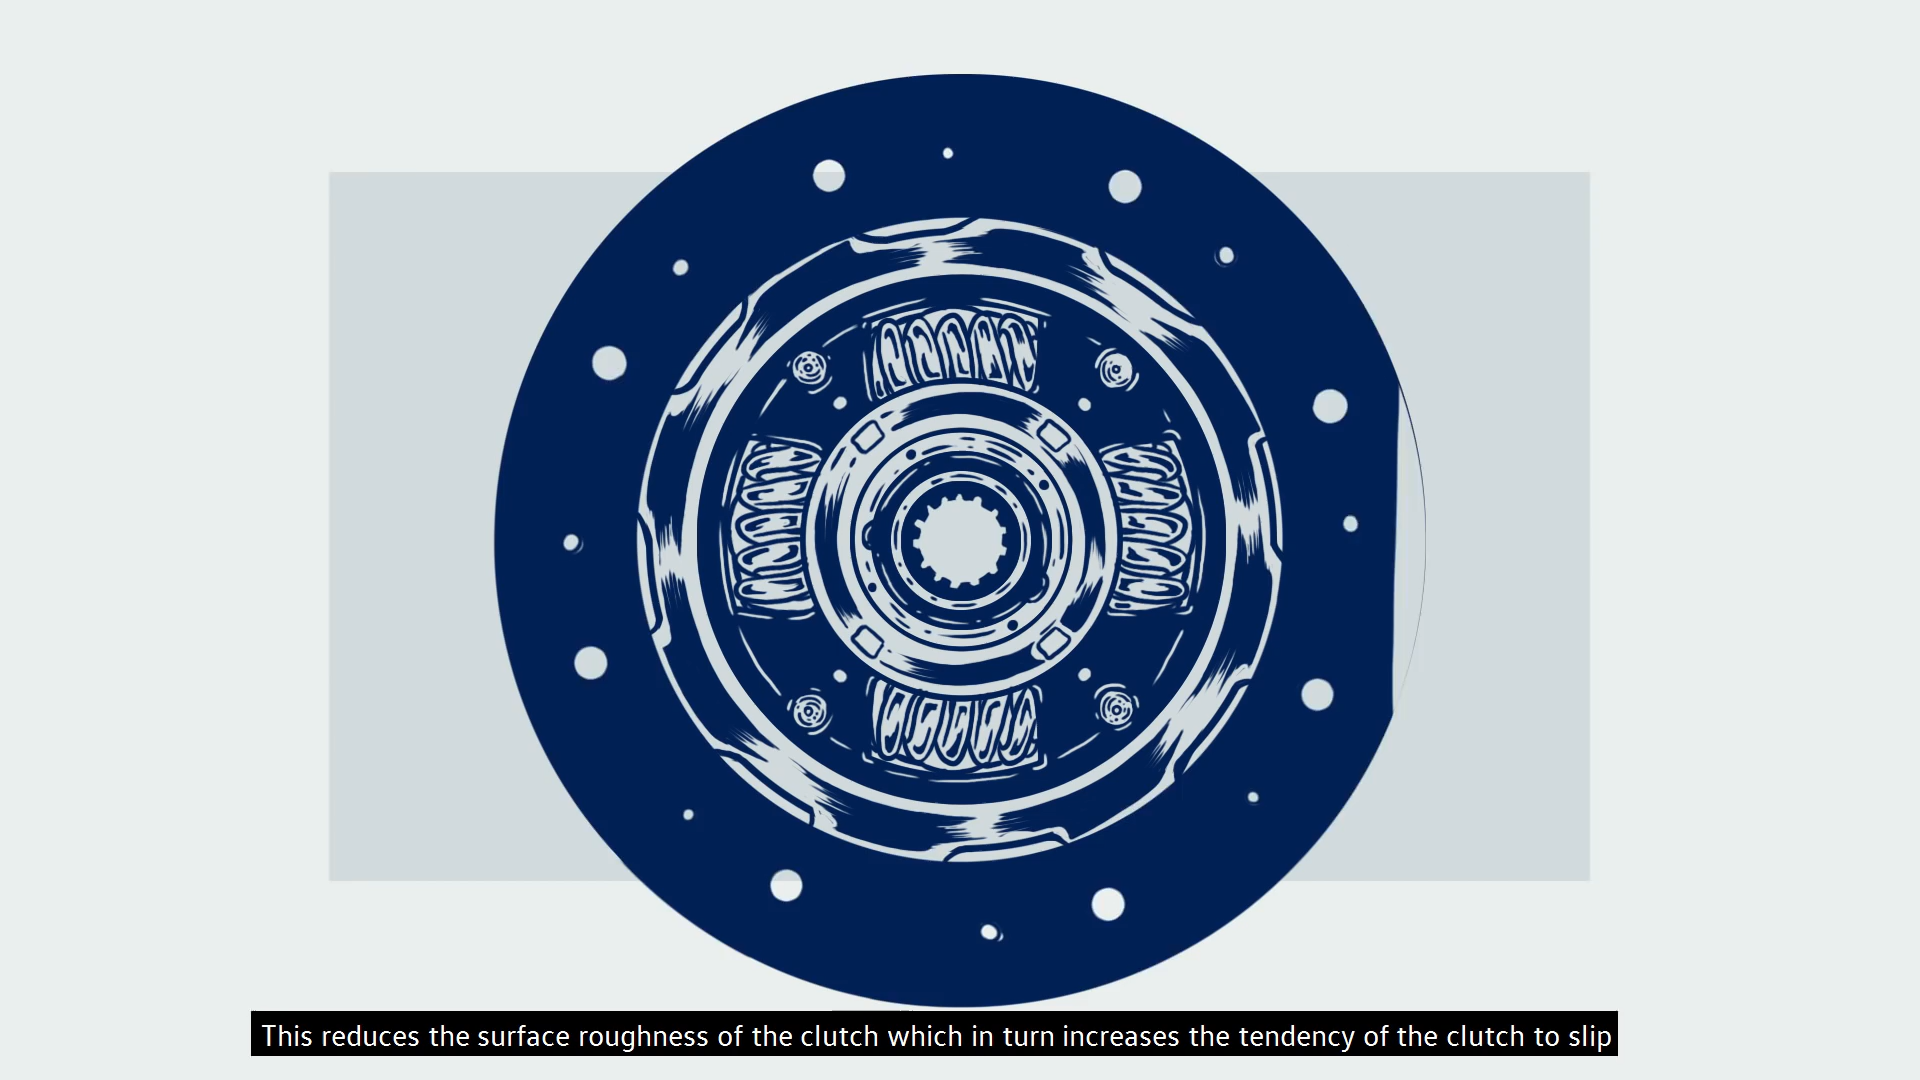 This reduces the surface roughness of the clutch which in turn increases the tendency of the clutch to slip